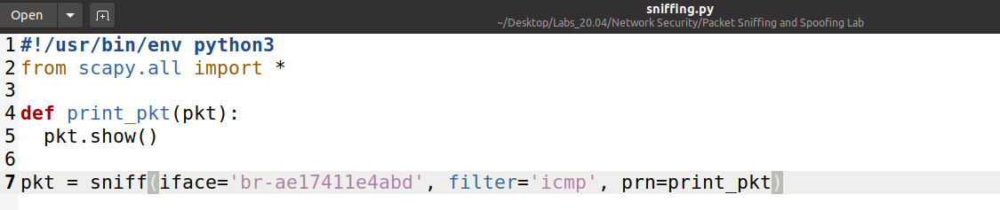 Open
sniffing.py
~/Desktop/Labs_20.04/Network Security/Packet Sniffing and Spoofing Lab
1 #!/usr/bin/env python3
2 from scapy.all import *
3
4 def print_pkt(pkt):
5   pkt.show()
6
7 pkt = sniff(iface='br-ae17411e4abd', filter='icmp', prn=print_pkt)